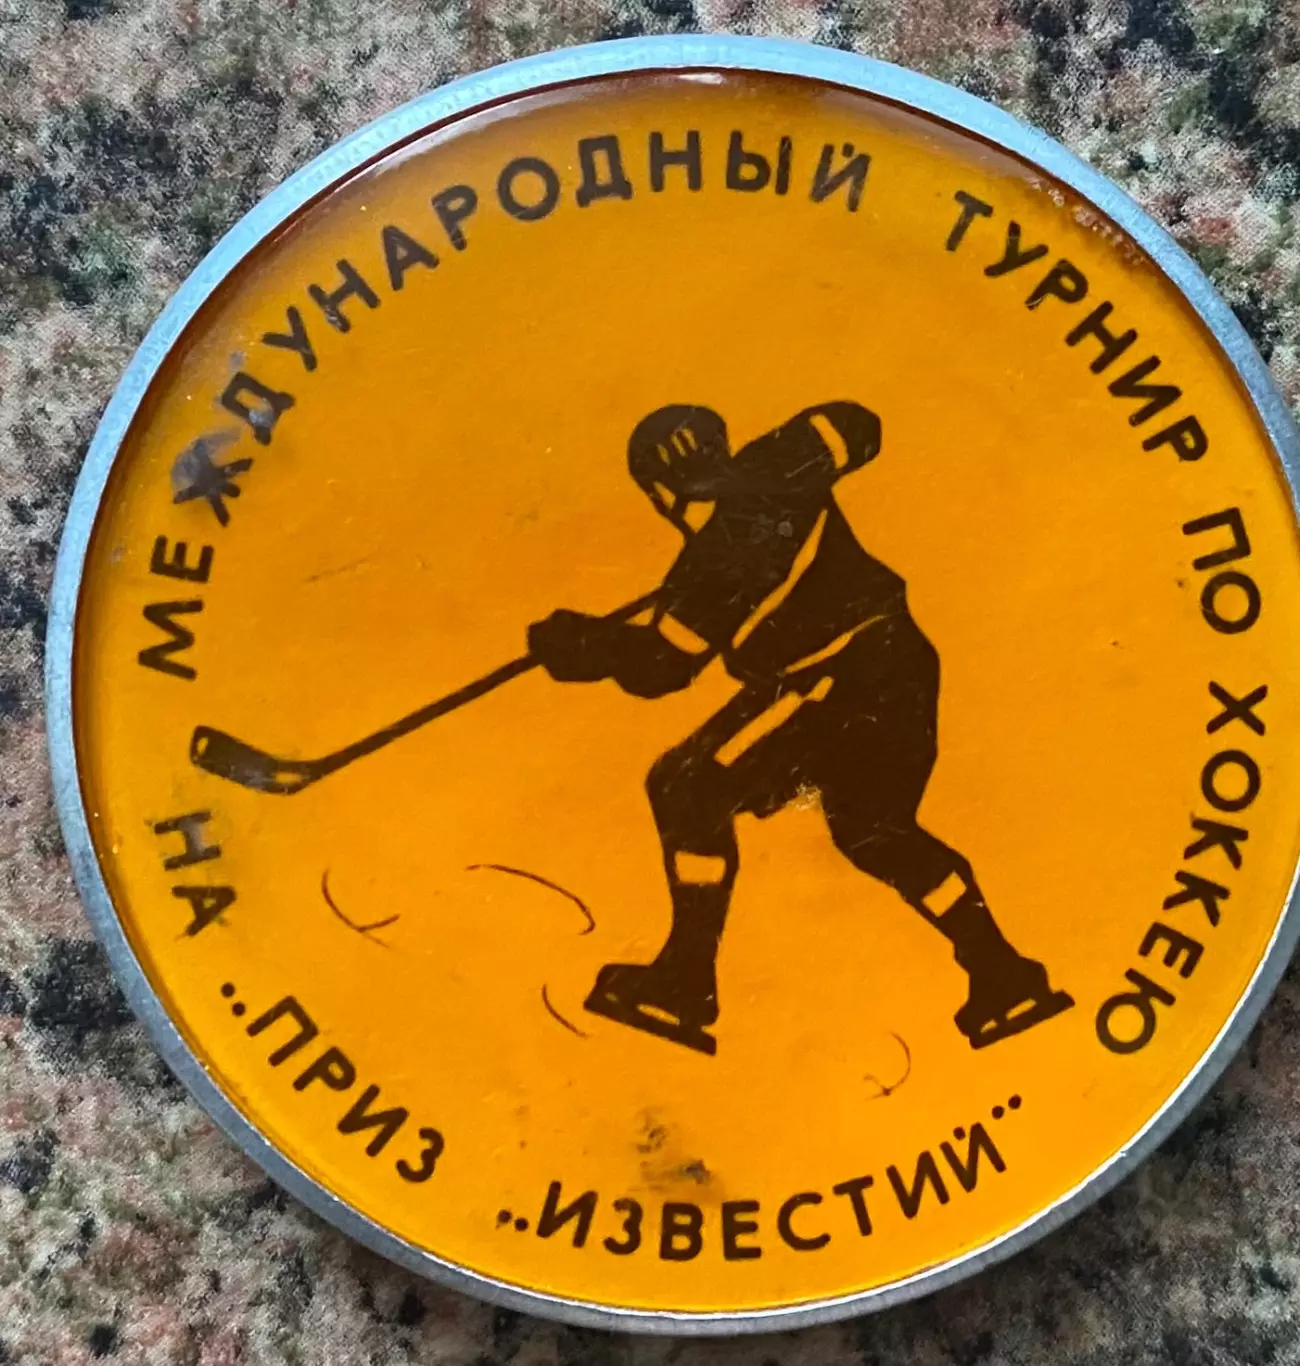 МЕЖДУНАРОДНЫЙ ТУРНИР ПО ХОККЕЮ
НА „ПРИЗ „ИЗВЕСТИЙ"